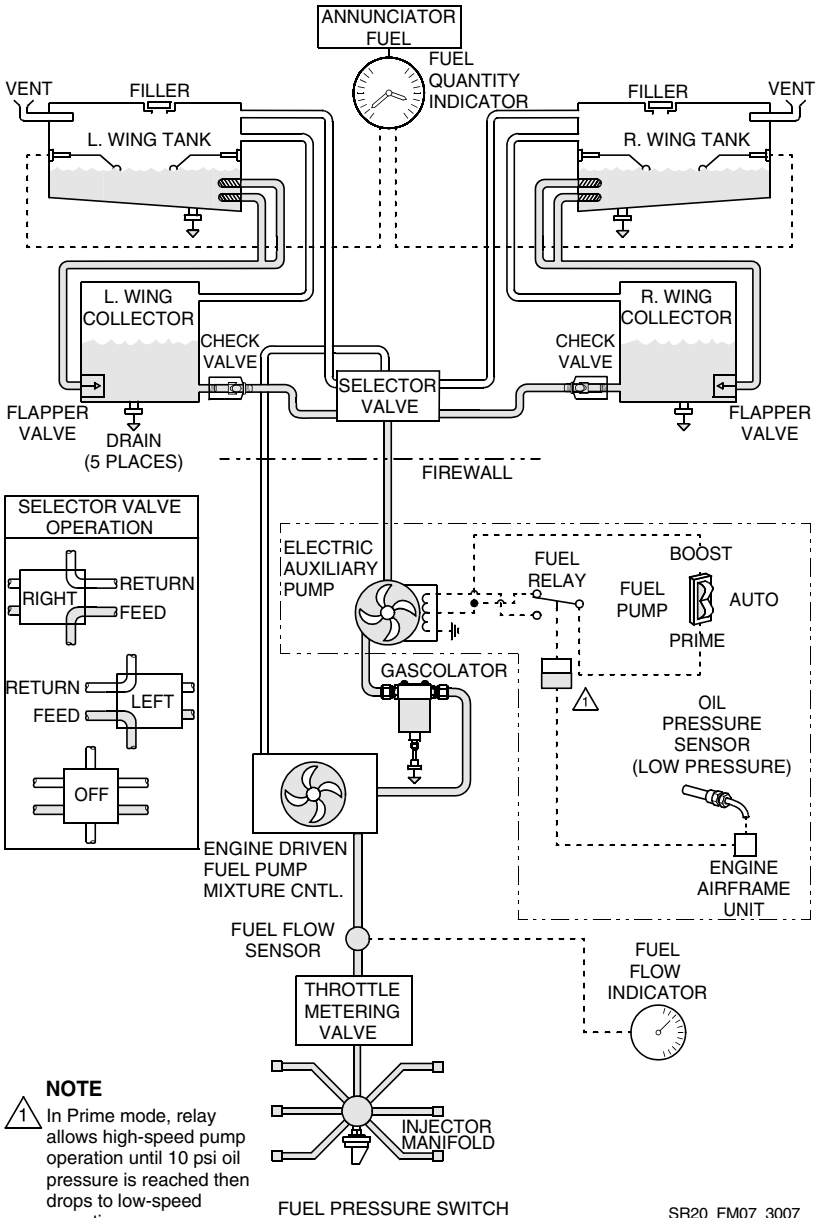 ANNUNCIATOR
FUEL
FUEL
QUANTITY
INDICATOR
VENT
FILLER
FILLER
VENT
L. WING TANK
R. WING TANK
L. WING
COLLECTOR
R. WING
COLLECTOR
CHECK
VALVE
CHECK
VALVE
SELECTOR
VALVE
FLAPPER
VALVE
FLAPPER
VALVE
DRAIN
(5 PLACES)
FIREWALL
SELECTOR VALVE
OPERATION
RIGHT
RETURN
FEED
RETURN
FEED
LEFT
OFF
ELECTRIC
AUXILIARY
PUMP
FUEL
RELAY
BOOST
FUEL
PUMP
AUTO
PRIME
GASCOLATOR
1
OIL
PRESSURE
SENSOR
(LOW PRESSURE)
ENGINE
AIRFRAME
UNIT
ENGINE DRIVEN
FUEL PUMP
MIXTURE CNTL.
FUEL FLOW
SENSOR
FUEL
FLOW
INDICATOR
THROTTLE
METERING
VALVE
INJECTOR
MANIFOLD
NOTE
1 In Prime mode, relay
allows high-speed pump
operation until 10 psi oil
pressure is reached then
drops to low-speed
FUEL PRESSURE SWITCH
SR20_FM07_3007